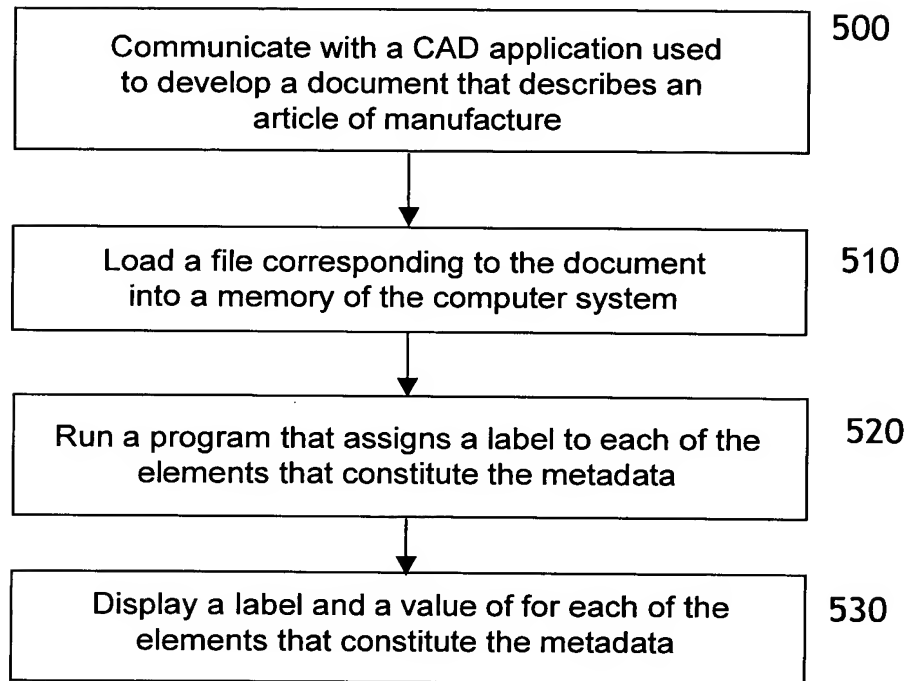 Communicate with a CAD application used
to develop a document that describes an
article of manufacture
500
Load a file corresponding to the document
into a memory of the computer system
510
Run a program that assigns a label to each of the
elements that constitute the metadata
520
Display a label and a value of for each of the
elements that constitute the metadata
530